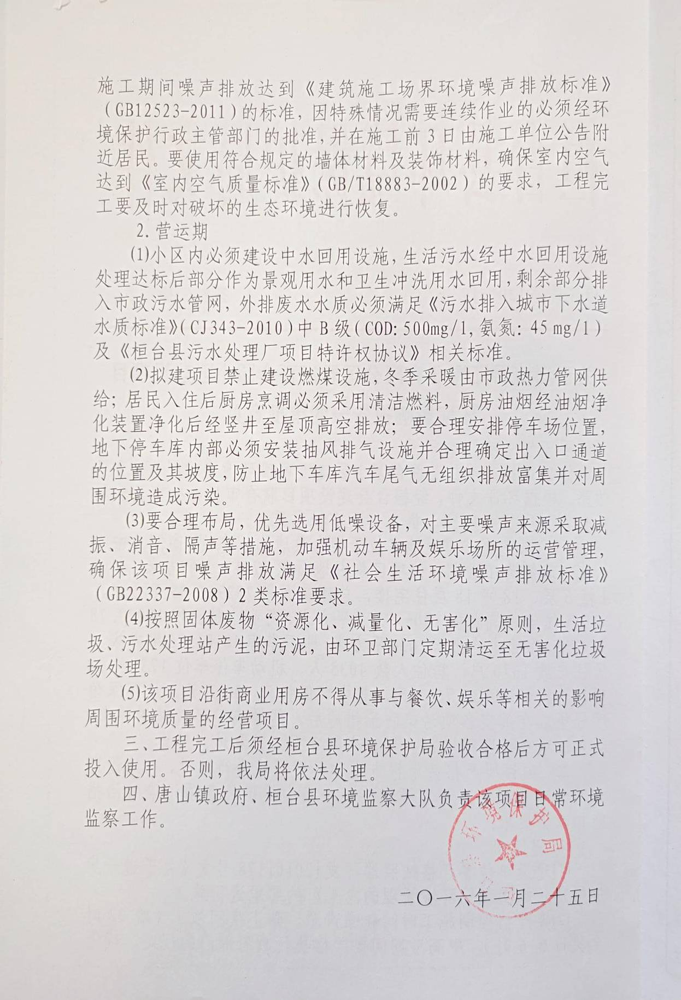 施工期间噪声排放达到《建筑施工场界环境噪声排放标准》
（GB12523-2011）的标准，因特殊情况需要连续作业的必须经环
境保护行政主管部门的批准，并在施工前3日由施工单位公告附
近居民。要使用符合规定的墙体材料及装饰材料，确保室内空气
达到《室内空气质量标准》（GB/T18883-2002）的要求，工程完
工要及时对破坏的生态环境进行恢复。
2.营运期
⑴小区内必须建设中水回用设施，生活污水经中水回用设施
处理达标后部分作为景观用水和卫生冲洗用水回用，剩余部分排
入市政污水管网，外排废水水质必须满足《污水排入城市下水道
水质标准》（CJ343-2010）中B级（COD：500mg/l，氨氮：45mg/l）
及《桓台县污水处理厂项目特许权协议》相关标准。
⑵拟建项目禁止建设燃煤设施，冬季采暖由市政热力管网供
给；居民入住后厨房烹调必须采用清洁燃料，厨房油烟经油烟净
化装置净化后经竖井至屋顶高空排放；要合理安排停车场位置，
地下停车库内部必须安装抽风排气设施并合理确定出入口通道
的位置及其坡度，防止地下车库汽车尾气无组织排放富集并对周
围环境造成污染。
⑶要合理布局，优先选用低噪设备，对主要噪声来源采取减
振、消音、隔声等措施，加强机动车辆及娱乐场所的运营管理，
确保该项目噪声排放满足《社会生活环境噪声排放标准》
（GB22337-2008）2类标准要求。
⑷按照固体废物“资源化、减量化、无害化”原则，生活垃
圾、污水处理站产生的污泥，由环卫部门定期清运至无害化垃圾
场处理。
⑸该项目沿街商业用房不得从事与餐饮、娱乐等相关的影响
周围环境质量的经营项目。
三、工程完工后须经桓台县环境保护局验收合格后方可正式
投入使用。否则，我局将依法处理。
四、唐山镇政府、桓台县环境监察大队负责该项目日常环境
监察工作。
县环境保护局
二〇一六年一月二十五日